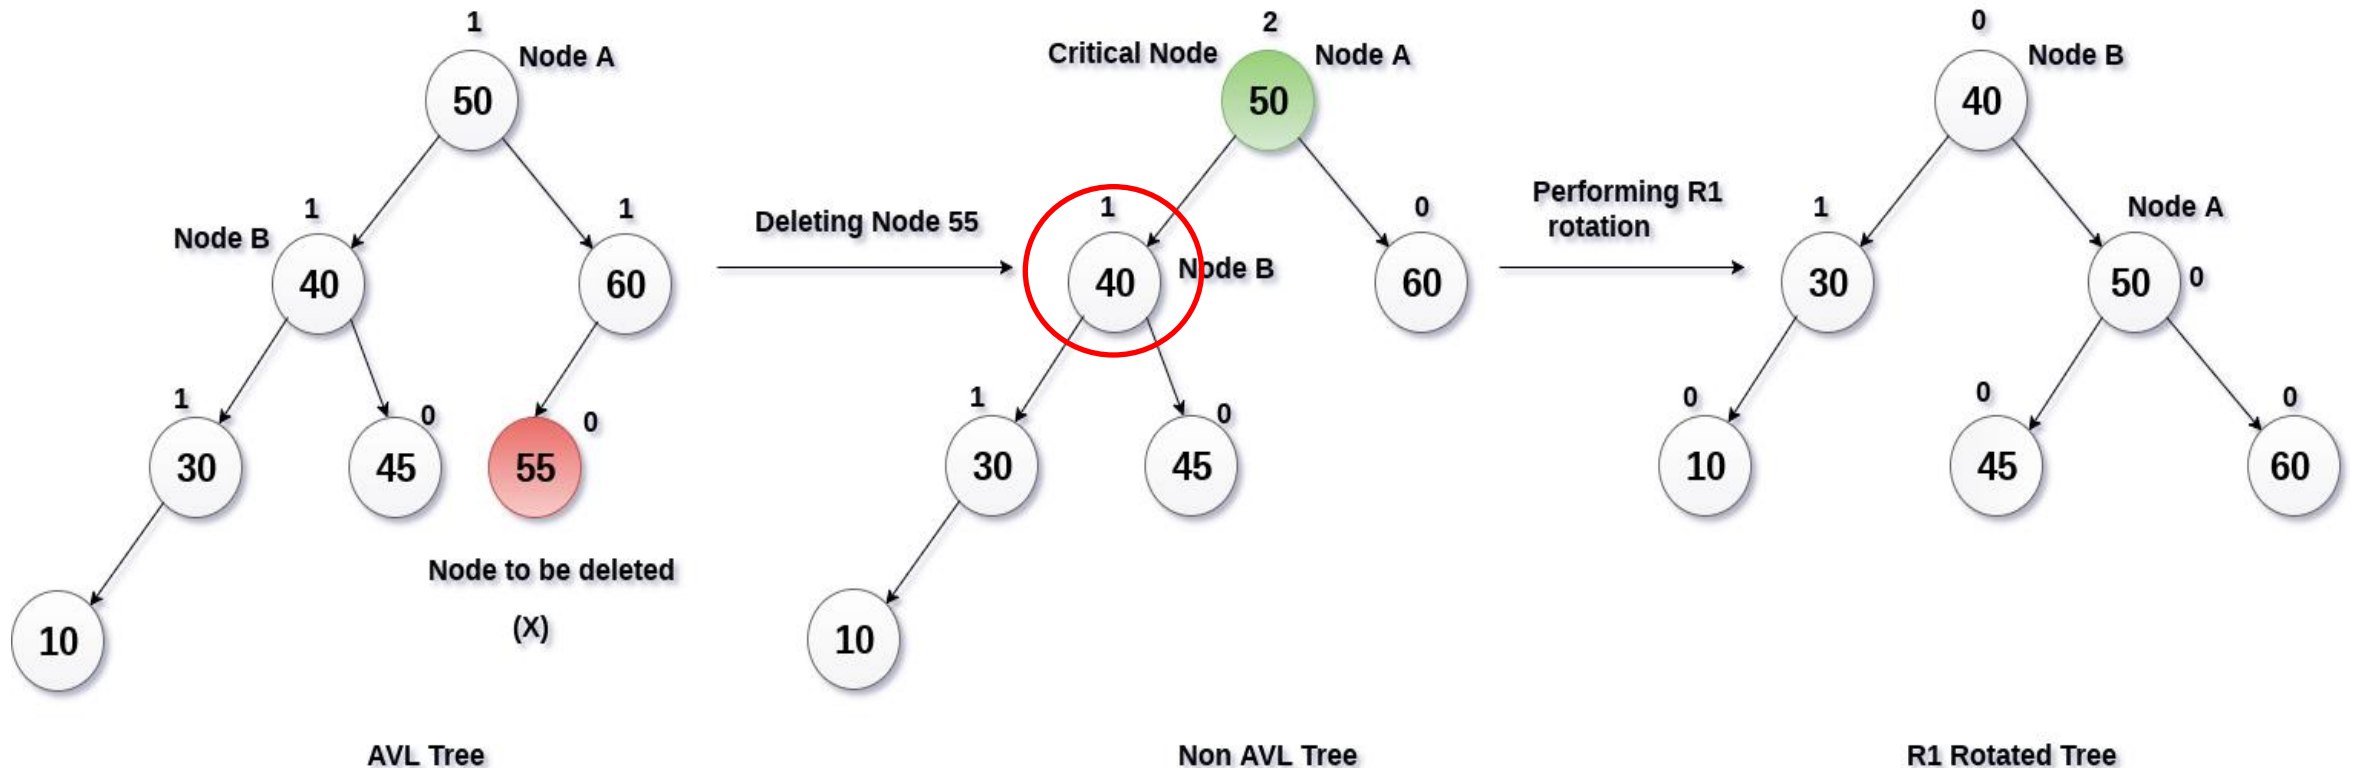 1
Node A
50
1
Node B
40
1
60
1
30
0
45
0
55
10
Node to be deleted
(X)
AVL Tree
Deleting Node 55
2
Critical Node
Node A
50
1
40
Node B
0
60
1
30
0
45
10
Non AVL Tree
Performing R1
rotation
0
Node B
40
1
30
Node A
50
0
0
10
0
45
0
60
R1 Rotated Tree